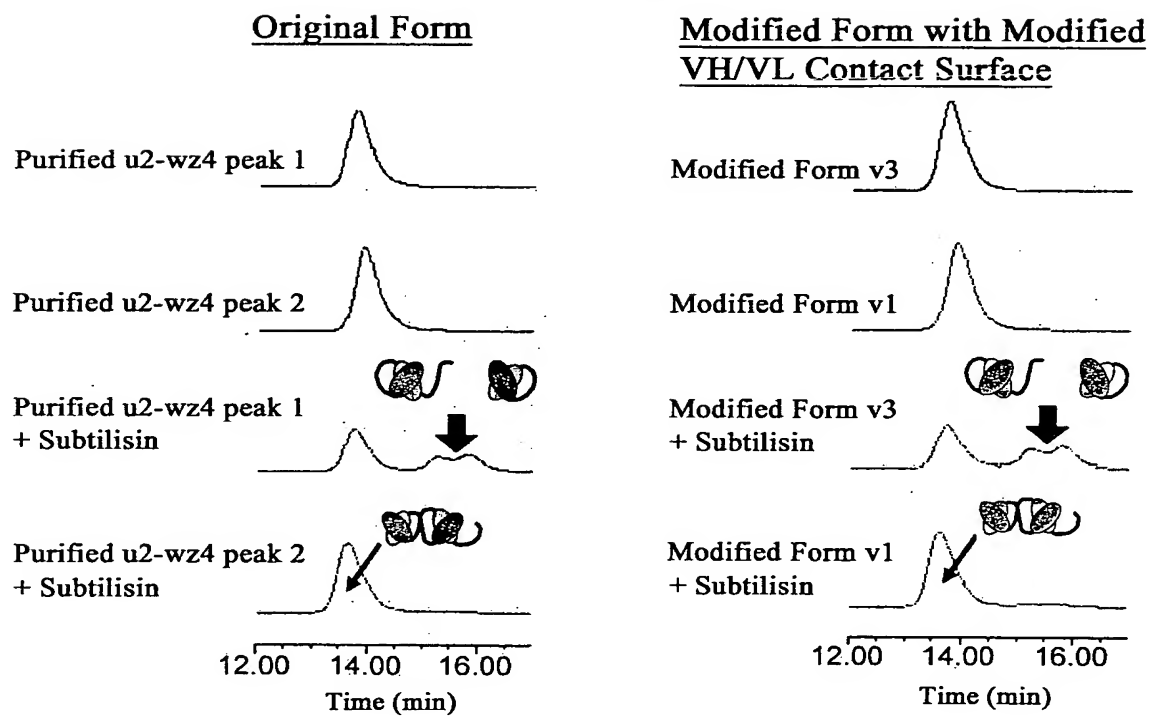 Original Form
Purified u2-wz4 peak 1
Purified u2-wz4 peak 2
Purified u2-wz4 peak 1
+ Subtilisin
Purified u2-wz4 peak 2
+ Subtilisin
12.00 14.00 16.00
Time (min)
Modified Form with Modified
VH/VL Contact Surface
Modified Form v3
Modified Form v1
Modified Form v3
+ Subtilisin
Modified Form v1
+ Subtilisin
12.00 14.00 16.00
Time (min)